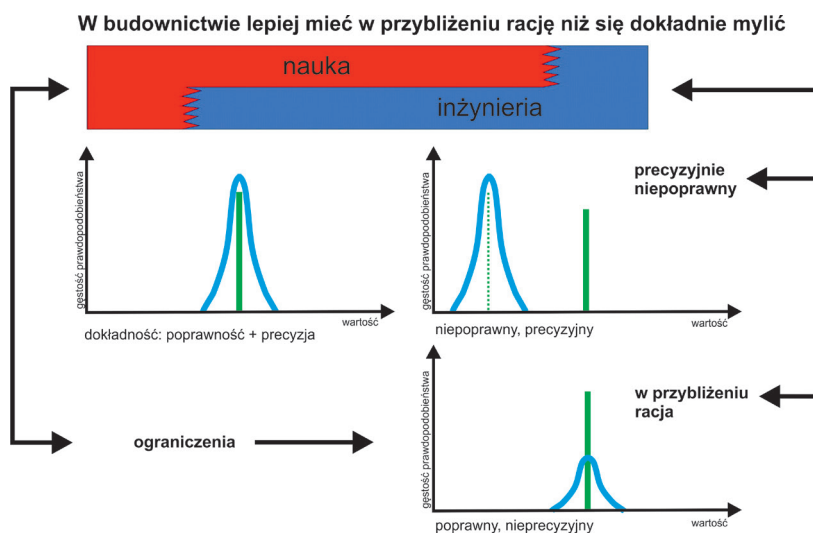 W budownictwie lepiej mieć w przybliżeniu rację niż się dokładnie mylić
nauka
inżynieria
gęstość prawdopodobieństwa
wartość
dokładność: poprawność + precyzja
gęstość prawdopodobieństwa
wartość
niepoprawny, precyzyjny
precyzyjnie
niepoprawny
ograniczenia
gęstość prawdopodobieństwa
wartość
poprawny, nieprecyzyjny
w przybliżeniu
racja